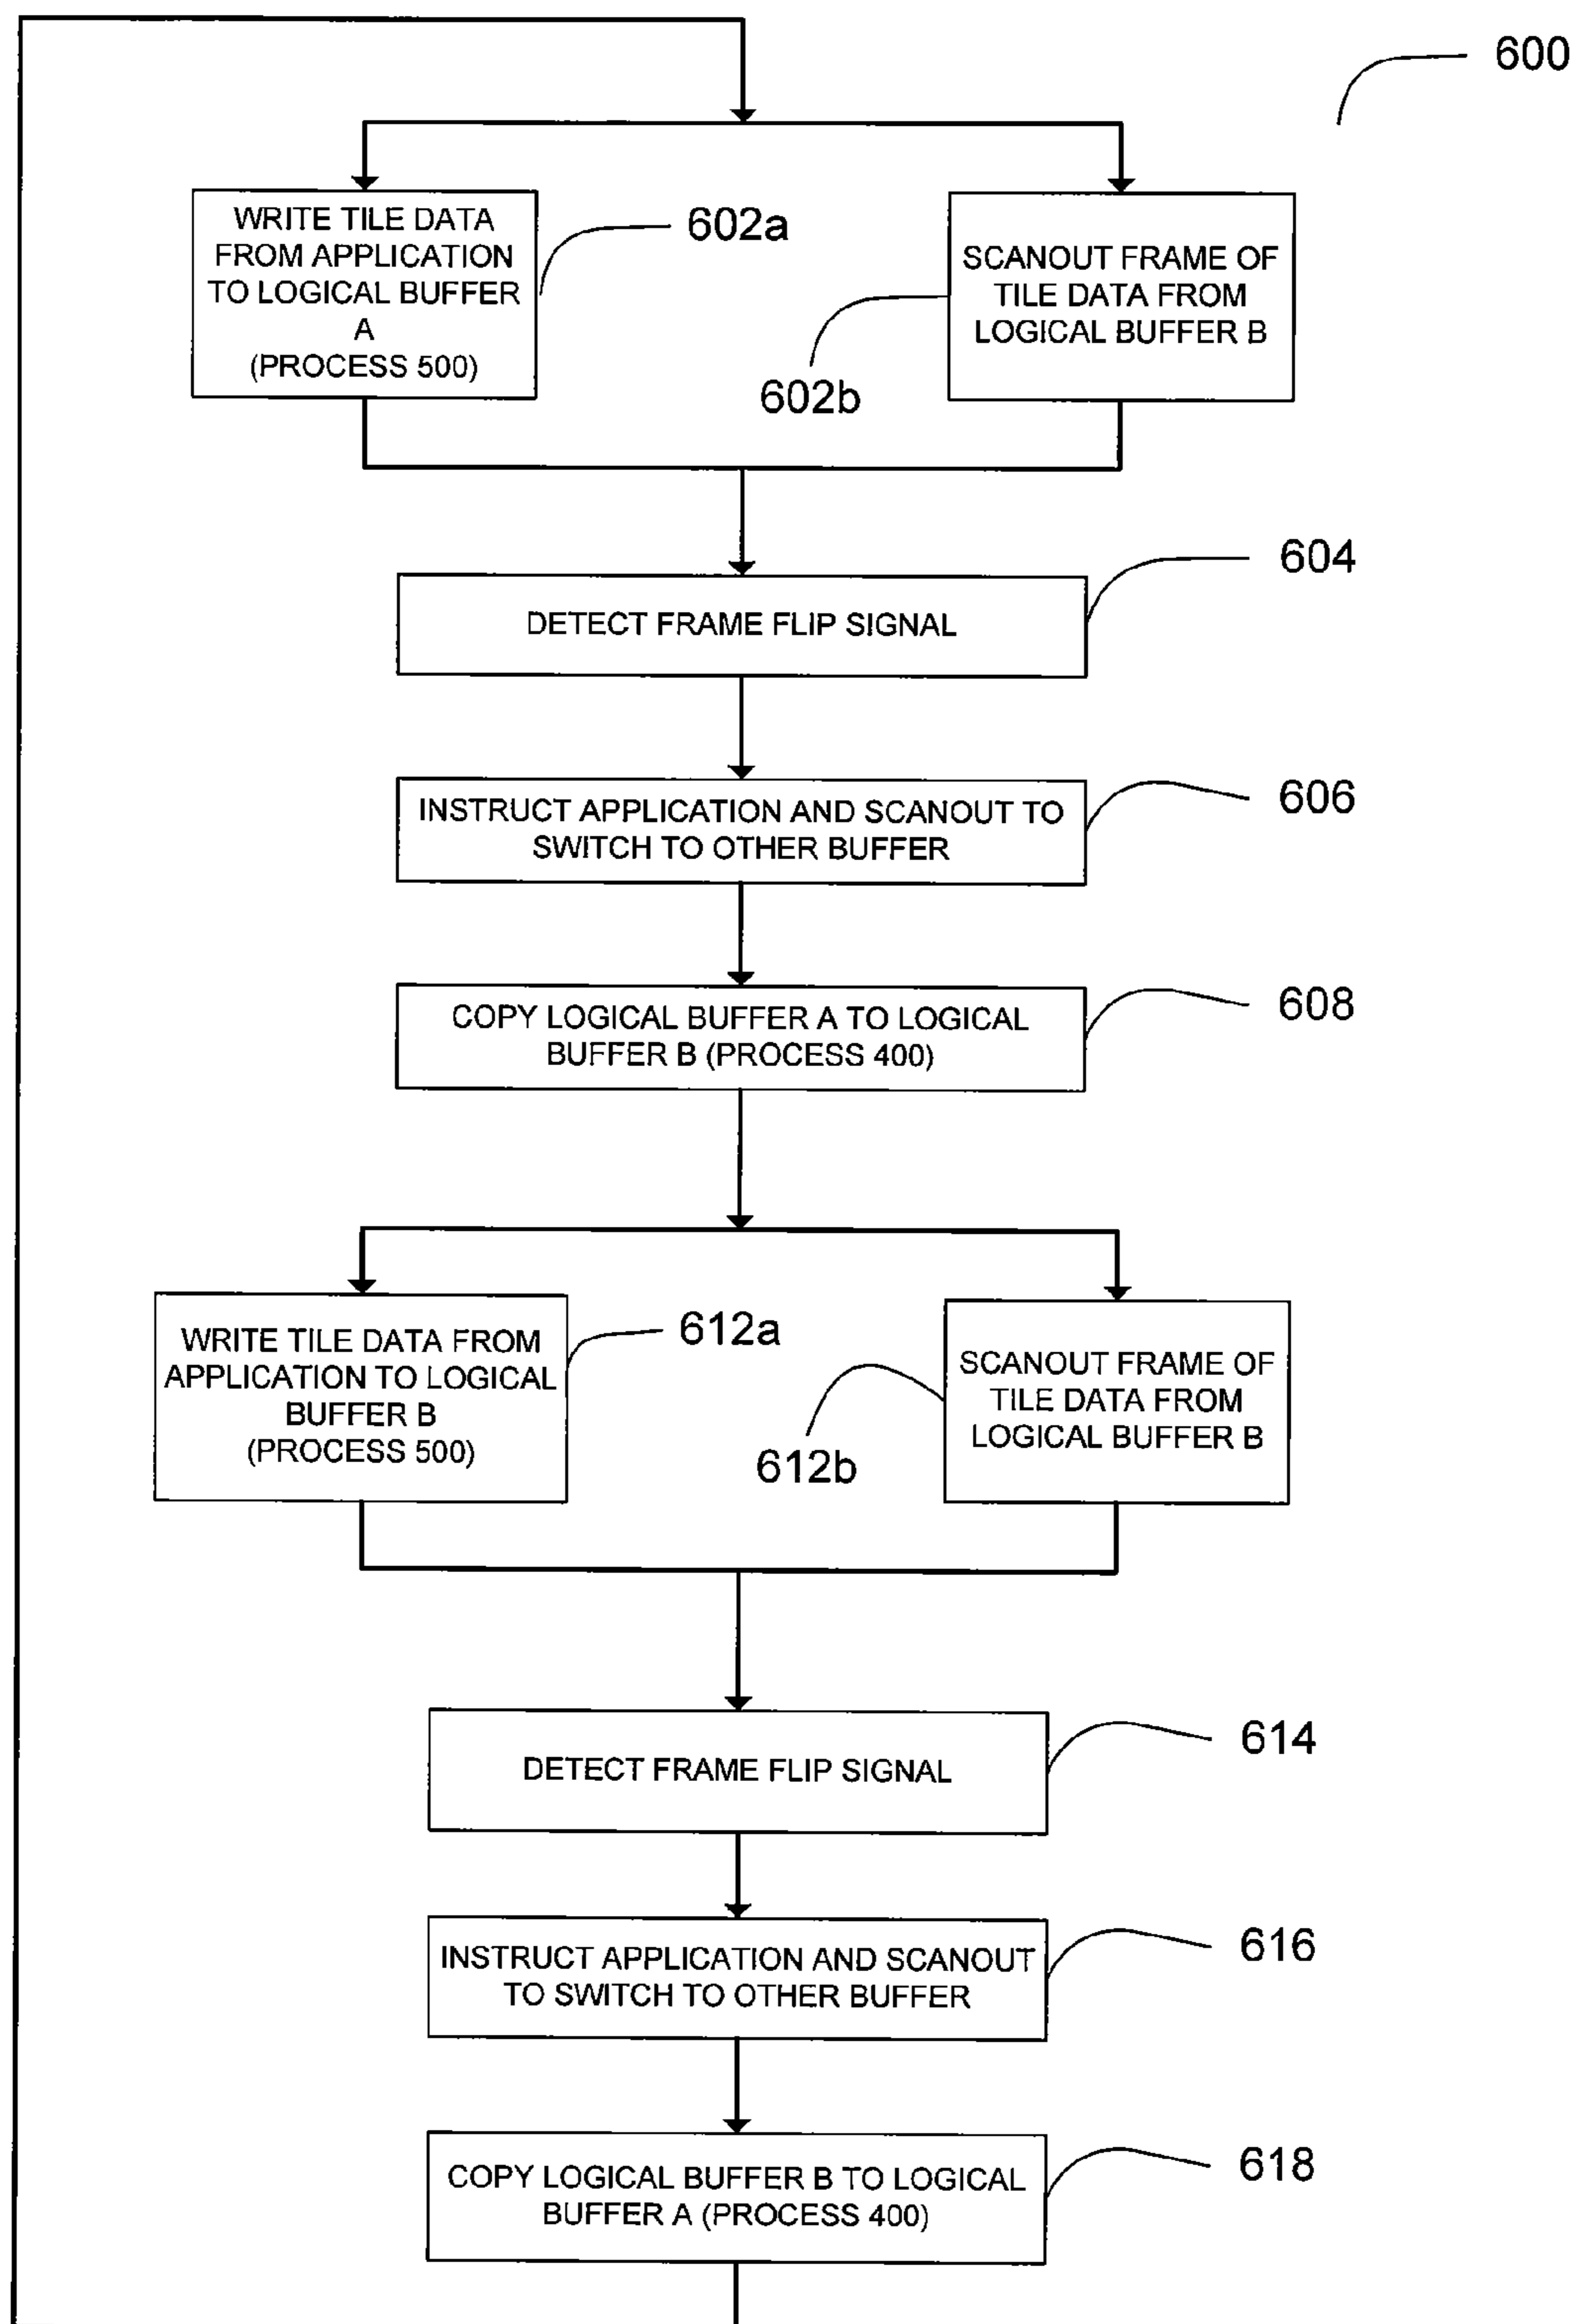 600
WRITE TILE DATA
FROM APPLICATION
TO LOGICAL BUFFER
A
(PROCESS 500)
602a
SCANOUT FRAME OF
TILE DATA FROM
LOGICAL BUFFER B
602b
604
DETECT FRAME FLIP SIGNAL
606
INSTRUCT APPLICATION AND SCANOUT TO
SWITCH TO OTHER BUFFER
608
COPY LOGICAL BUFFER A TO LOGICAL
BUFFER B (PROCESS 400)
WRITE TILE DATA FROM
APPLICATION TO LOGICAL
BUFFER B
(PROCESS 500)
612a
SCANOUT FRAME OF
TILE DATA FROM
LOGICAL BUFFER B
612b
614
DETECT FRAME FLIP SIGNAL
616
INSTRUCT APPLICATION AND SCANOUT
TO SWITCH TO OTHER BUFFER
618
COPY LOGICAL BUFFER B TO LOGICAL
BUFFER A (PROCESS 400)